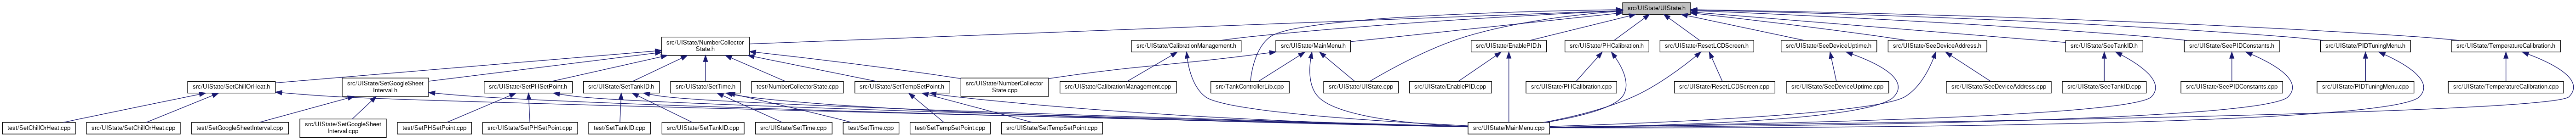 src/UIState/UIState.h
src/UIState/NumberCollector
State.h
src/UIState/CalibrationManagement.h
src/UIState/MainMenu.h
src/UIState/EnablePID.h
src/UIState/PHCalibration.h
src/UIState/ResetLCDScreen.h
src/UIState/SeeDeviceUptime.h
src/UIState/SeeDeviceAddress.h
src/UIState/SeeTankID.h
src/UIState/SeePIDConstants.h
src/UIState/PIDTuningMenu.h
src/UIState/TemperatureCalibration.h
src/UIState/SetChillOrHeat.h
src/UIState/SetGoogleSheet
Interval.h
src/UIState/SetPHSetPoint.h
src/UIState/SetTankID.h
src/UIState/SetTime.h
test/NumberCollectorState.cpp
src/UIState/SetTempSetPoint.h
src/UIState/NumberCollector
State.cpp
src/UIState/CalibrationManagement.cpp
src/TankControllerLib.cpp
src/UIState/UIState.cpp
src/UIState/EnablePID.cpp
src/UIState/PHCalibration.cpp
src/UIState/ResetLCDScreen.cpp
src/UIState/SeeDeviceUptime.cpp
src/UIState/SeeDeviceAddress.cpp
src/UIState/SeeTankID.cpp
src/UIState/SeePIDConstants.cpp
src/UIState/PIDTuningMenu.cpp
src/UIState/TemperatureCalibration.cpp
test/SetChillOrHeat.cpp
src/UIState/SetChillOrHeat.cpp
test/SetGoogleSheetInterval.cpp
src/UIState/SetGoogleSheet
Interval.cpp
test/SetPHSetPoint.cpp
src/UIState/SetPHSetPoint.cpp
test/SetTankID.cpp
src/UIState/SetTankID.cpp
src/UIState/SetTime.cpp
test/SetTime.cpp
test/SetTempSetPoint.cpp
src/UIState/SetTempSetPoint.cpp
src/UIState/MainMenu.cpp